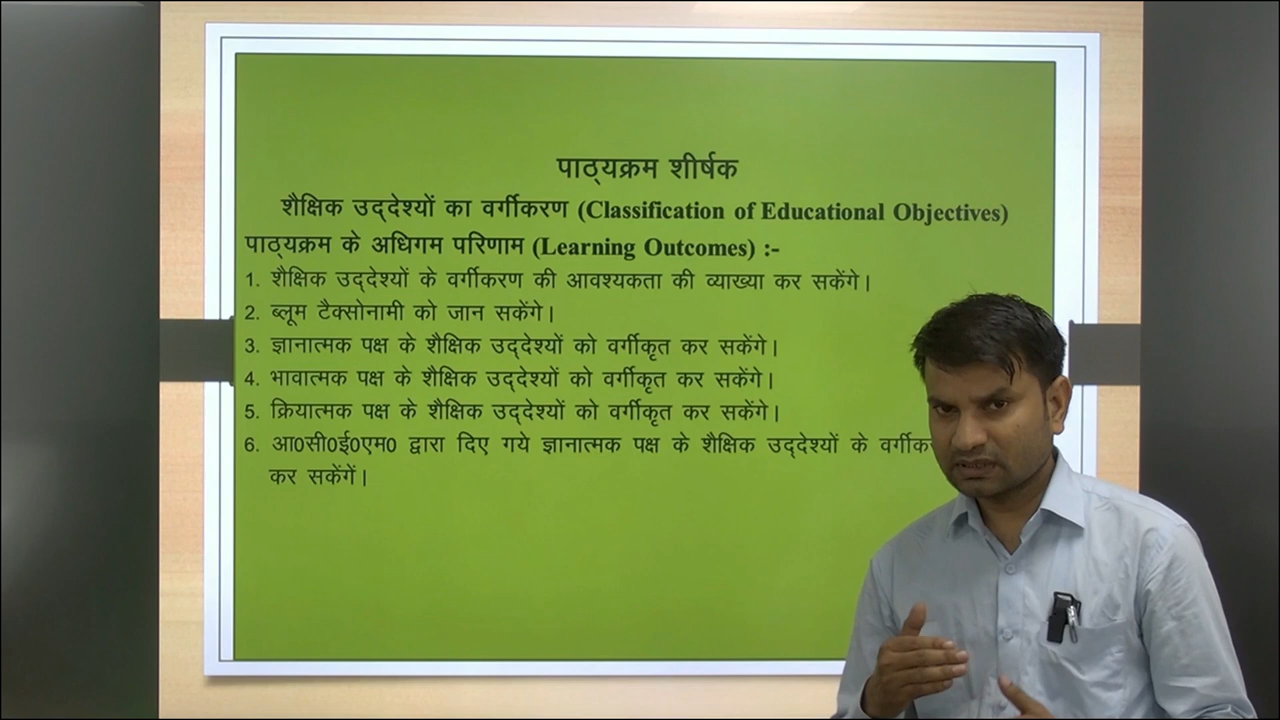 पाठ्यक्रम शीर्षक
शैक्षिक उद्देश्यों का वर्गीकरण (Classification of Educational Objectives)
पाठ्यक्रम के अधिगम परिणाम (Learning Outcomes) :-
1. शैक्षिक उद्देश्यों के वर्गीकरण की आवश्यकता की व्याख्या कर सकेंगे।
2. ब्लूम टैक्सोनामी को जान सकेंगे।
3. ज्ञानात्मक पक्ष के शैक्षिक उद्देश्यों को वर्गीकृत कर सकेंगे।
4. भावात्मक पक्ष के शैक्षिक उद्देश्यों को वर्गीकृत कर सकेंगे।
5. क्रियात्मक पक्ष के शैक्षिक उद्देश्यों को वर्गीकृत कर सकेंगे।
6. आ0सी0ई0एम0 द्वारा दिए गये ज्ञानात्मक पक्ष के शैक्षिक उद्देश्यों के
कर सकेंगें।